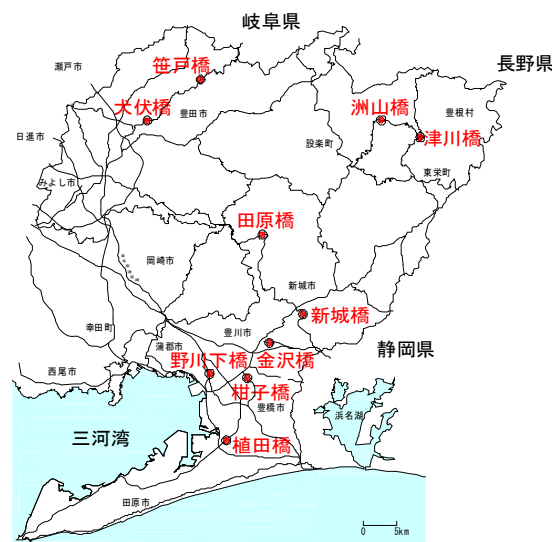 岐阜県
長野県
瀬戸市
笹戸橋
犬伏橋
豊田市
洲山橋
豊根村
日進市
設楽町
津川橋
東栄町
みよし市
田原橋
岡崎市
新城市
新城橋
幸田町
豊川市
蒲郡市
野川下橋
金沢橋
静岡県
西尾市
柑子橋
豊橋市
浜名湖
三河湾
植田橋
田原市
0 5km